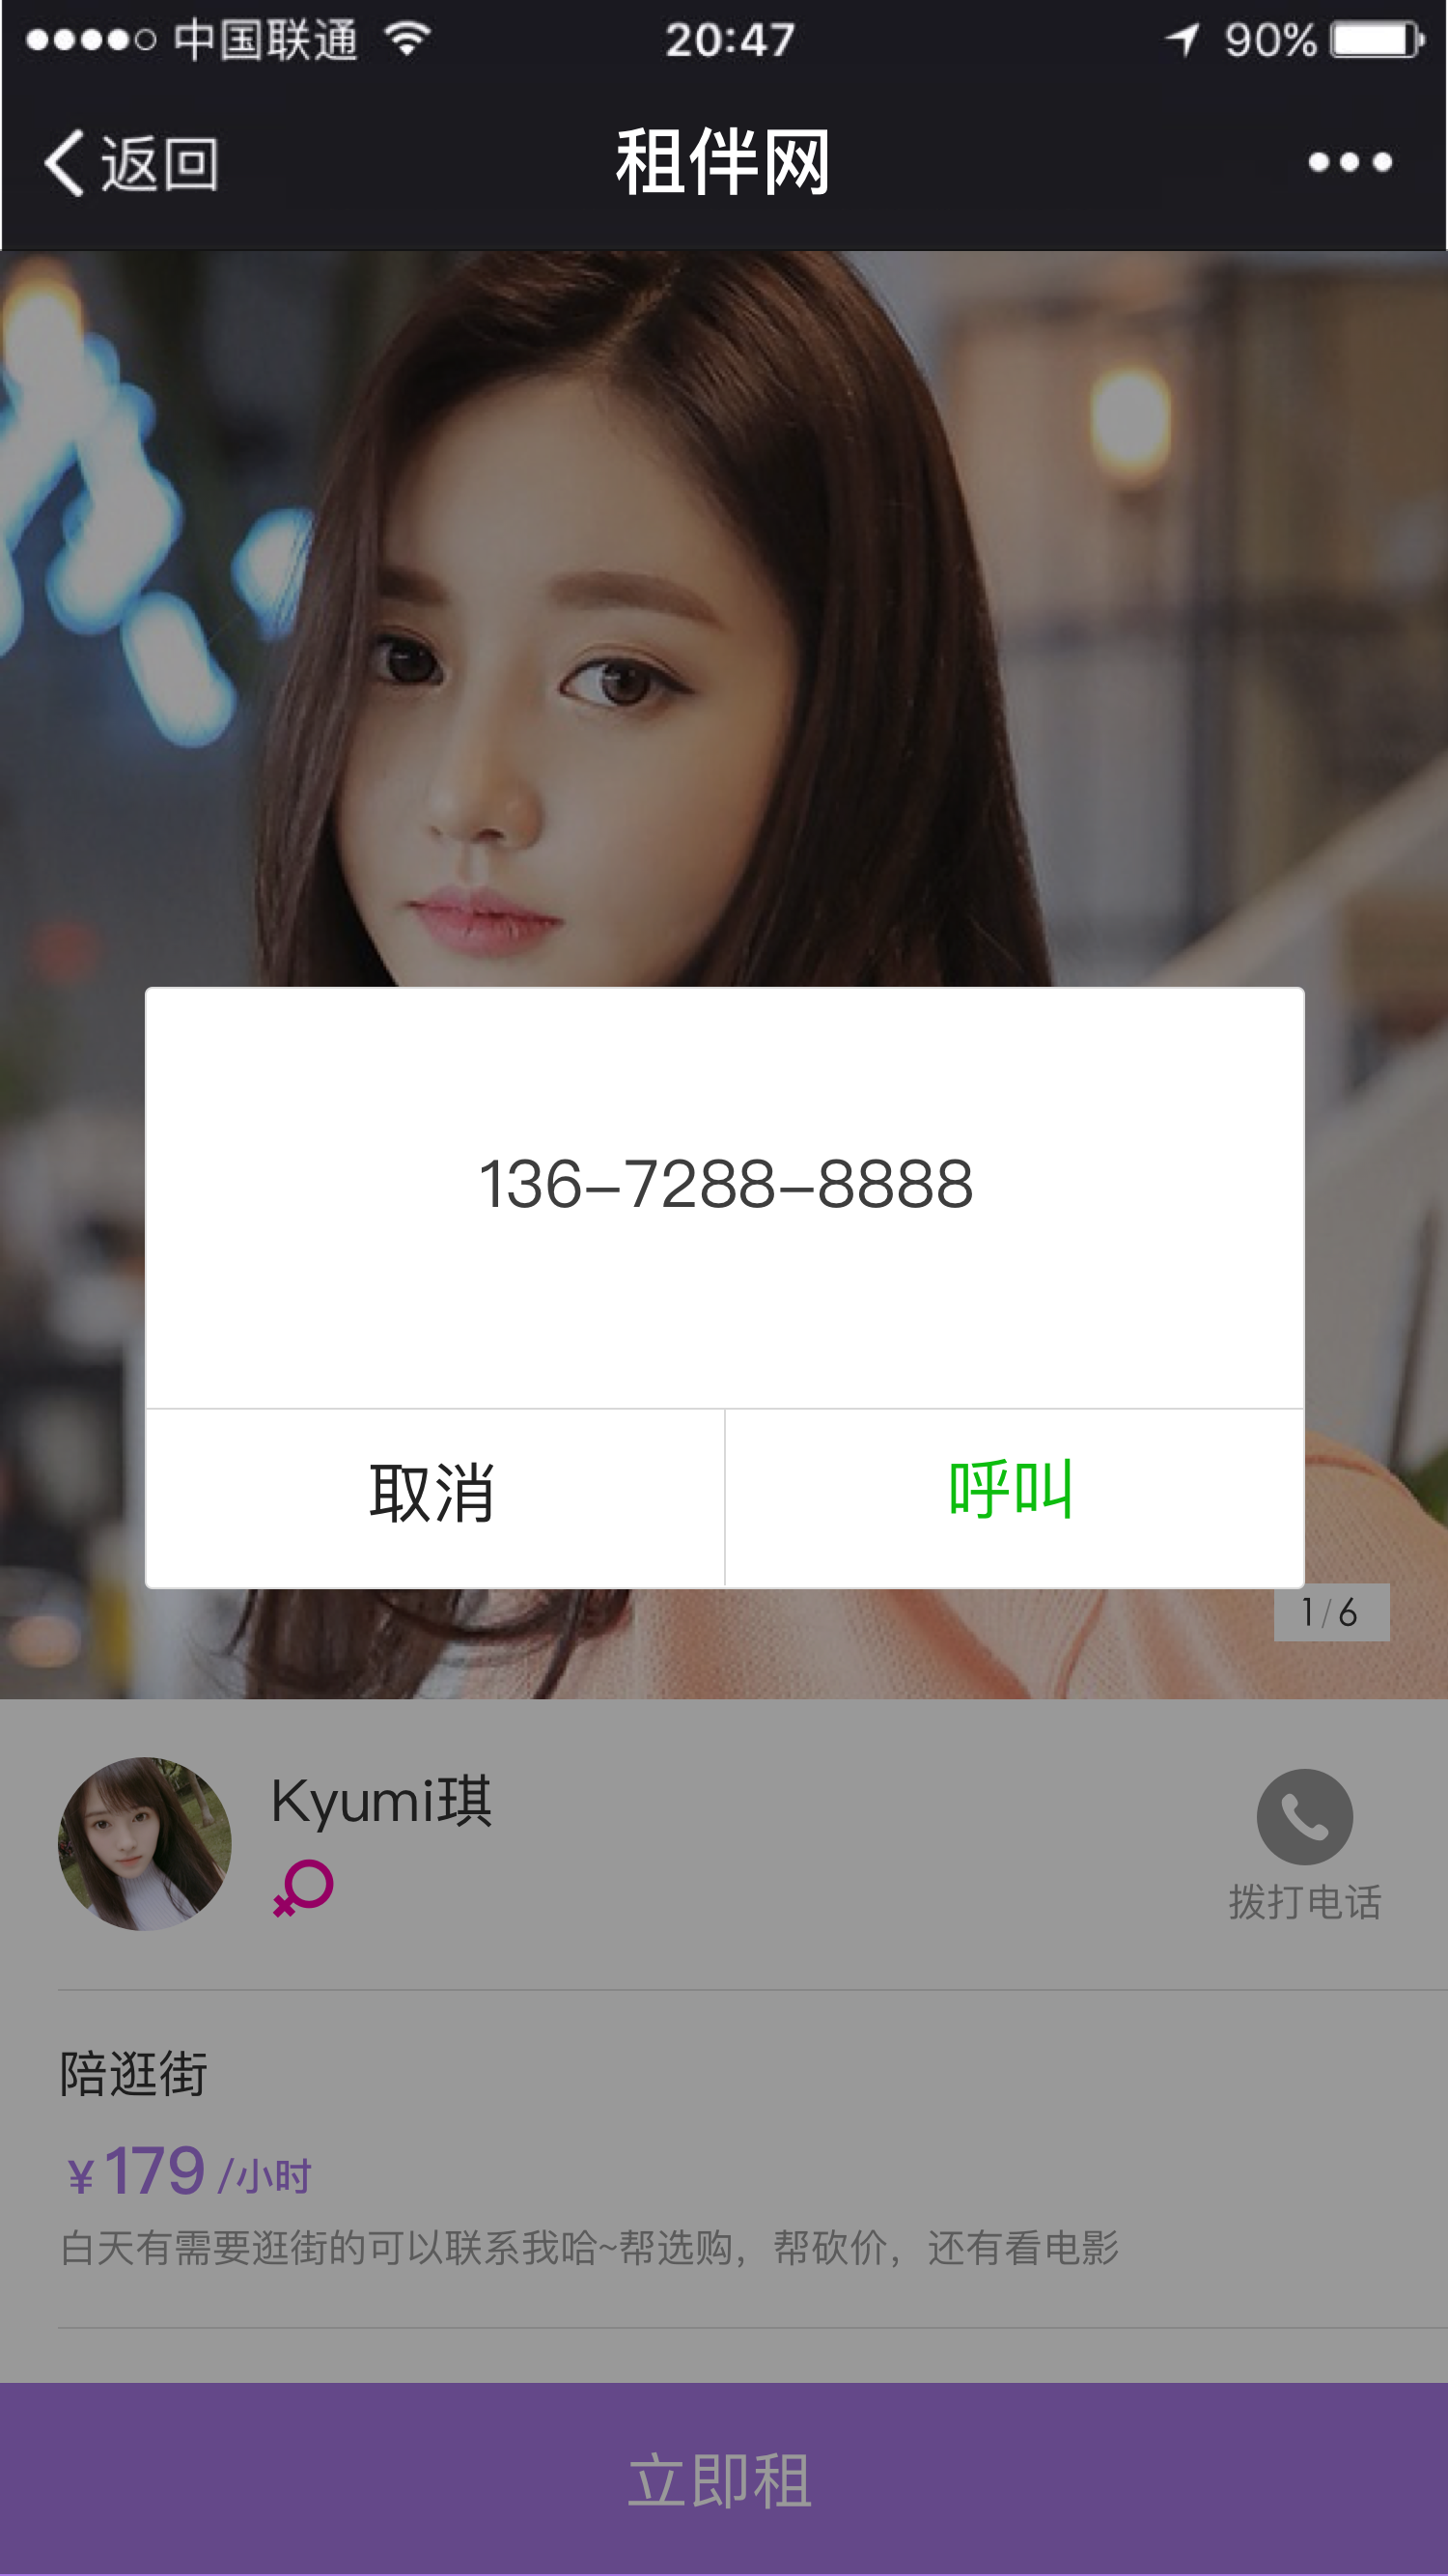 中国联通 20:47 90%
返回 租伴网
136-7288-8888
取消 呼叫
1/6
Kyumi琪
拨打电话
陪逛街
¥179/小时
白天有需要逛街的可以联系我哈~帮选购，帮砍价，还有看电影
立即租